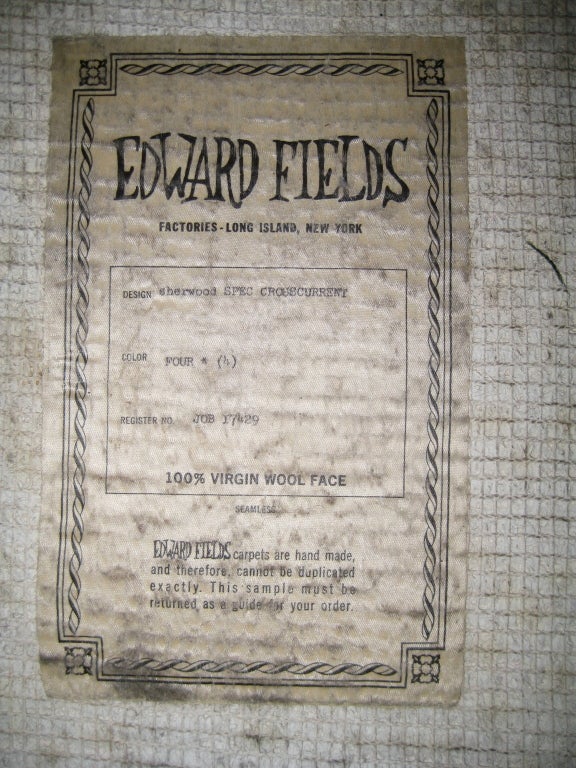 EDWARD FIELDS
FACTORIES-LONG ISLAND, NEW YORK
DESIGN sherwood SPEC CROSSCURRENT
COLOR FOUR * (4)
REGISTER NO. JOB 17429
100% VIRGIN WOOL FACE
SEAMLESS
EDWARD FIELDS carpets are hand made,
and therefore, cannot be duplicated
exactly. This sample must be
returned as a guide for your order.